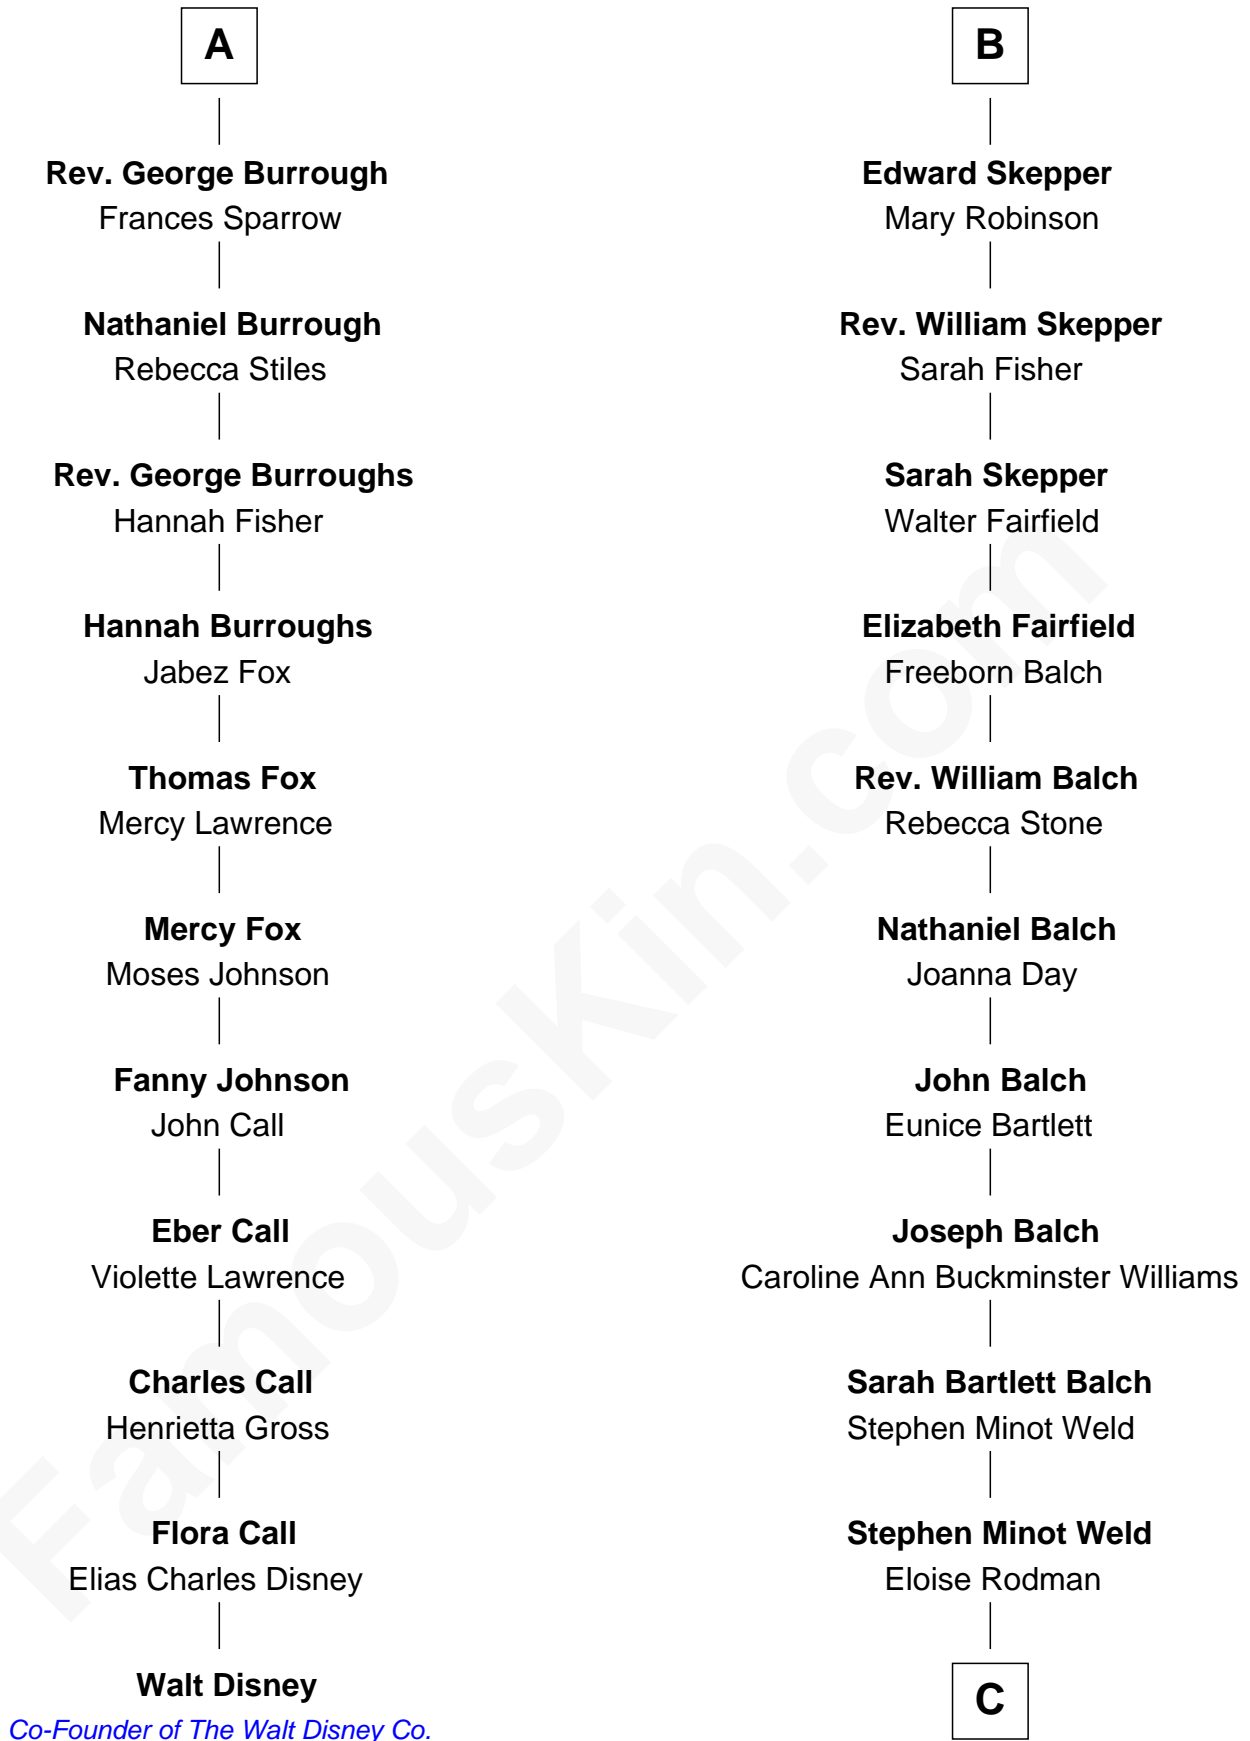 A
Rev. George Burrough
Frances Sparrow
Nathaniel Burrough
Rebecca Stiles
Rev. George Burroughs
Hannah Fisher
Hannah Burroughs
Jabez Fox
Thomas Fox
Mercy Lawrence
Mercy Fox
Moses Johnson
Fanny Johnson
John Call
Eber Call
Violette Lawrence
Charles Call
Henrietta Gross
Flora Call
Elias Charles Disney
Walt Disney
Co-Founder of The Walt Disney Co.
B
Edward Skepper
Mary Robinson
Rev. William Skepper
Sarah Fisher
Sarah Skepper
Walter Fairfield
Elizabeth Fairfield
Freeborn Balch
Rev. William Balch
Rebecca Stone
Nathaniel Balch
Joanna Day
John Balch
Eunice Bartlett
Joseph Balch
Caroline Ann Buckminster Williams
Sarah Bartlett Balch
Stephen Minot Weld
Stephen Minot Weld
Eloise Rodman
C
FamousKin.com